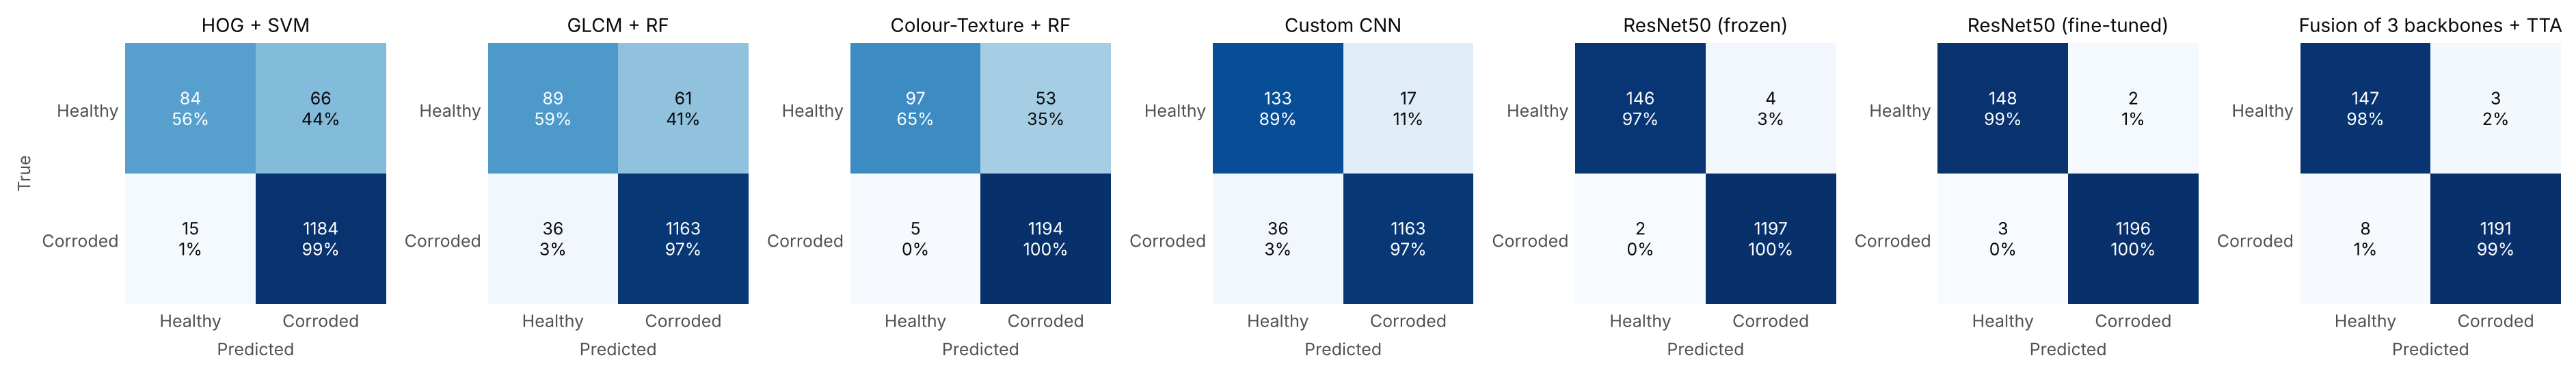 HOG + SVM
True
Healthy
84
56%
66
44%
Corroded
15
1%
1184
99%
Healthy
Corroded
Predicted
GLCM + RF
Healthy
89
59%
61
41%
Corroded
36
3%
1163
97%
Healthy
Corroded
Predicted
Colour-Texture + RF
Healthy
97
65%
53
35%
Corroded
5
0%
1194
100%
Healthy
Corroded
Predicted
Custom CNN
Healthy
133
89%
17
11%
Corroded
36
3%
1163
97%
Healthy
Corroded
Predicted
ResNet50 (frozen)
Healthy
146
97%
4
3%
Corroded
2
0%
1197
100%
Healthy
Corroded
Predicted
ResNet50 (fine-tuned)
Healthy
148
99%
2
1%
Corroded
3
0%
1196
100%
Healthy
Corroded
Predicted
Fusion of 3 backbones + TTA
Healthy
147
98%
3
2%
Corroded
8
1%
1191
99%
Healthy
Corroded
Predicted